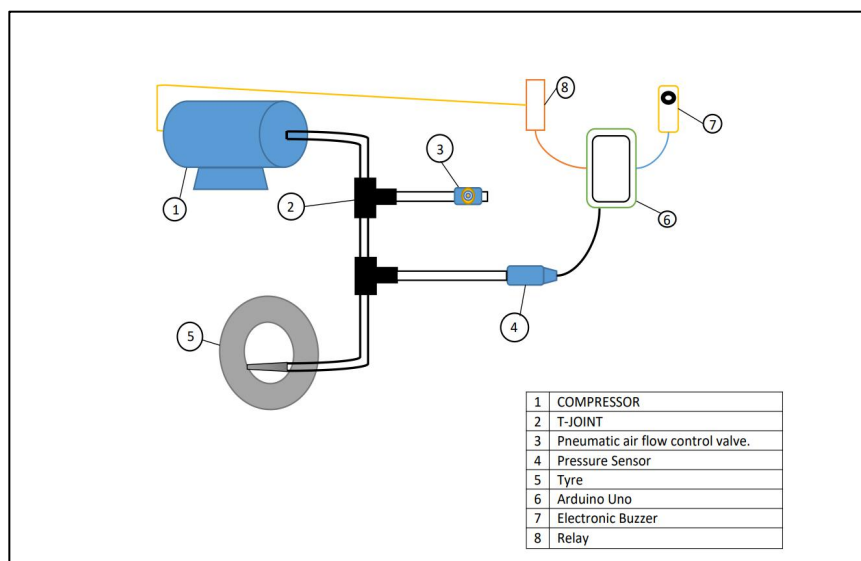 8
7
3
1
2
6
4
5
1 COMPRESSOR
2 T-JOINT
3 Pneumatic air flow control valve.
4 Pressure Sensor
5 Tyre
6 Arduino Uno
7 Electronic Buzzer
8 Relay